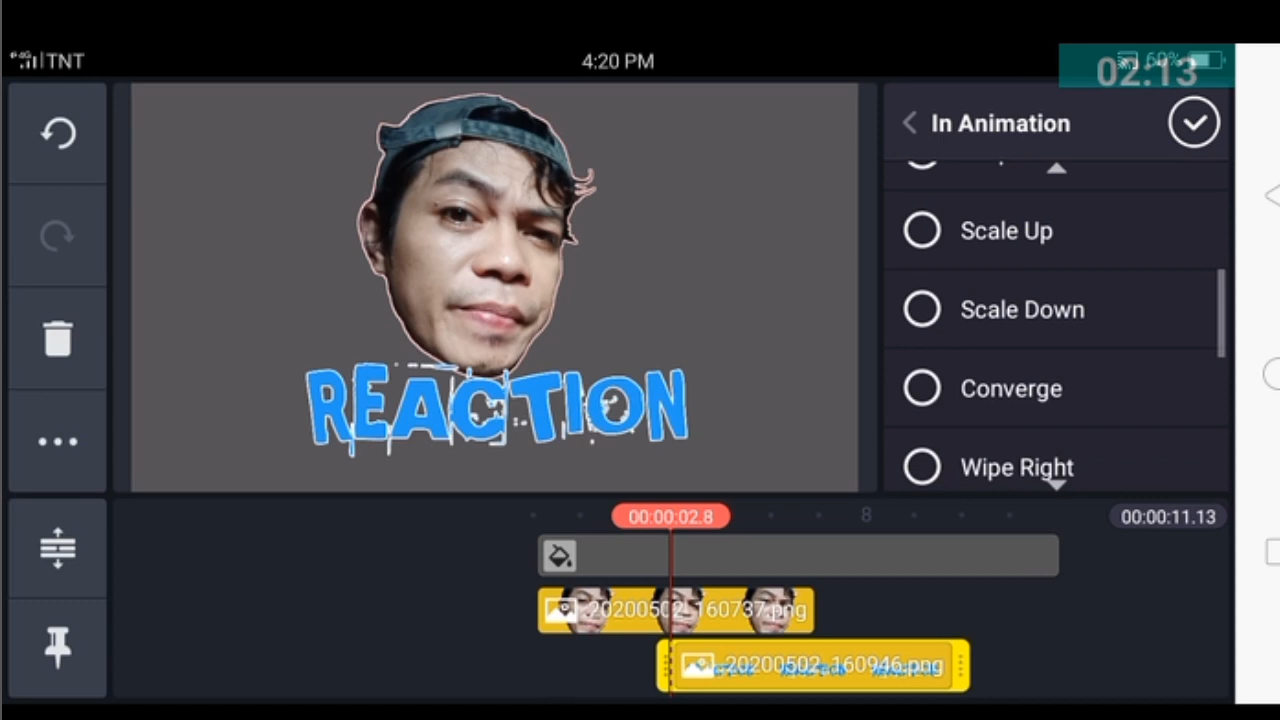 TNT
4:20 PM
60%
02:13
In Animation
Scale Up
Scale Down
Converge
Wipe Right
REACTION
00:00:02.8
8
00:00:11.13
20200502_160737.png
20200502_160946.png